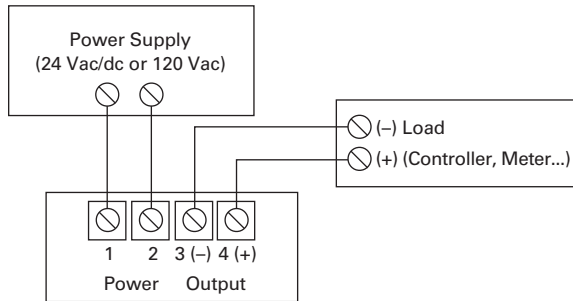 Power Supply
(24 Vac/dc or 120 Vac)
(–) Load
(+) (Controller, Meter...)
1 2 3 (–) 4 (+)
Power Output